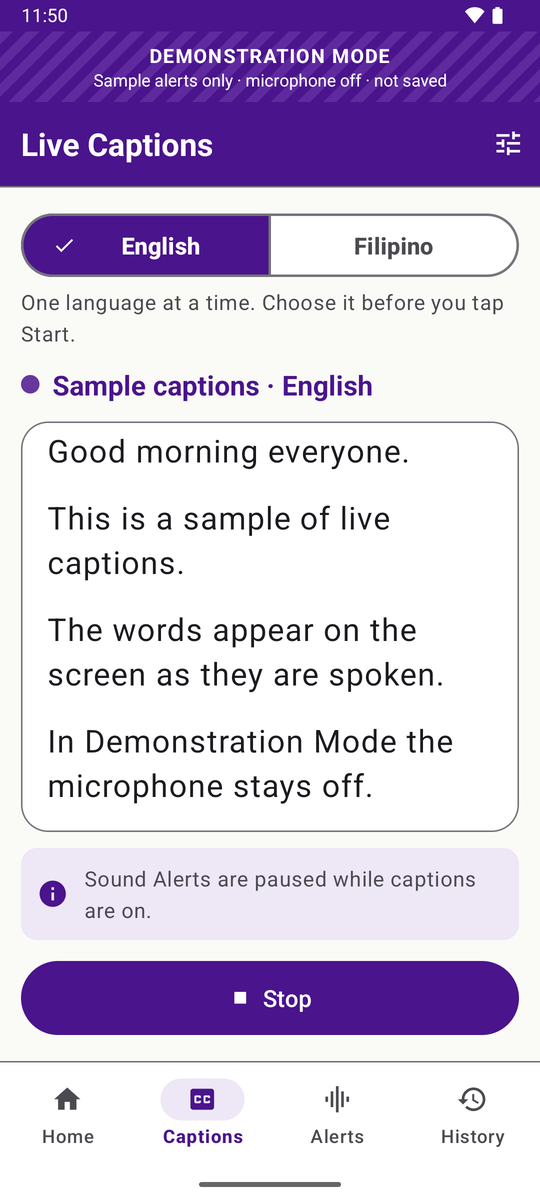 11:50
DEMONSTRATION MODE
Sample alerts only · microphone off · not saved
Live Captions
English
Filipino
One language at a time. Choose it before you tap
Start.
Sample captions · English
Good morning everyone.
This is a sample of live
captions.
The words appear on the
screen as they are spoken.
In Demonstration Mode the
microphone stays off.
Sound Alerts are paused while captions
are on.
Stop
CC
Home
Captions
Alerts
History